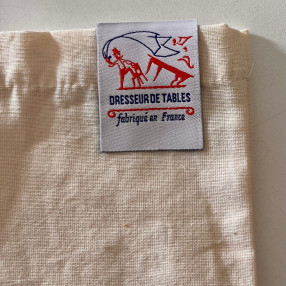 DRESSEUR DE TABLES
fabriqué en France